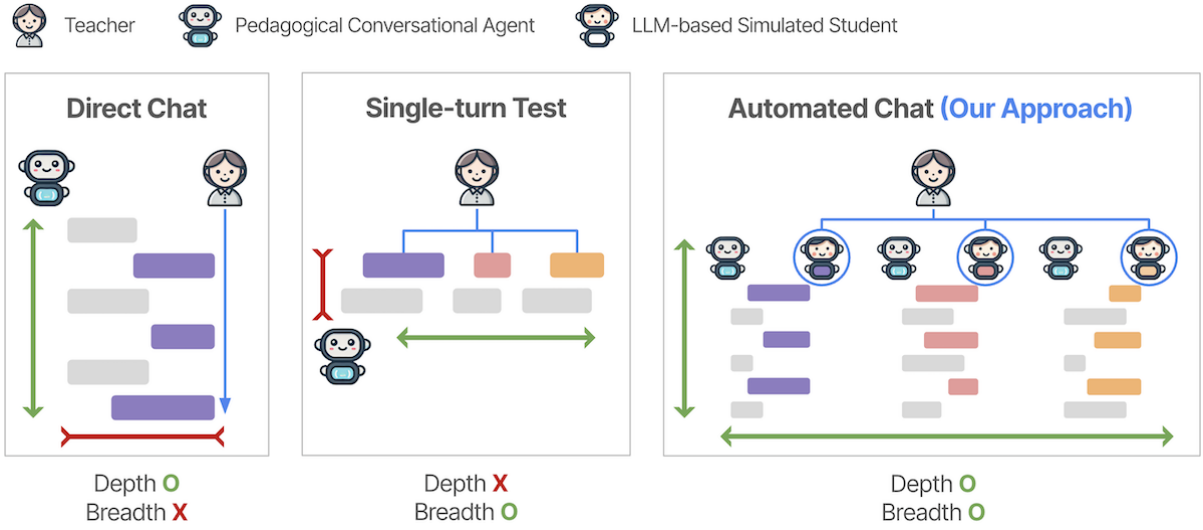 Teacher
Pedagogical Conversational Agent
LLM-based Simulated Student
Direct Chat
Single-turn Test
Automated Chat (Our Approach)
Depth O
Breadth X
Depth X
Breadth O
Depth O
Breadth O